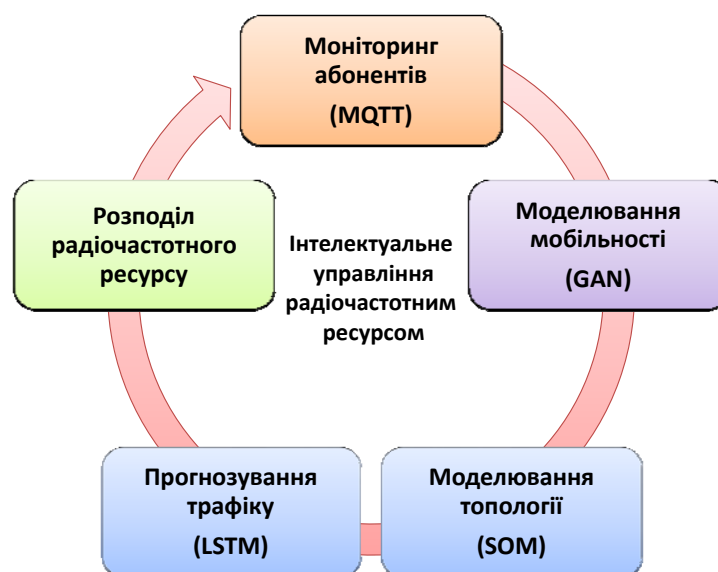 Моніторинг
абонентів
(MQTT)
Моделювання
мобільності
(GAN)
Моделювання
топології
(SOM)
Прогнозування
трафіку
(LSTM)
Розподіл
радіочастотного
ресурсу
Інтелектуальне
управління
радіочастотним
ресурсом